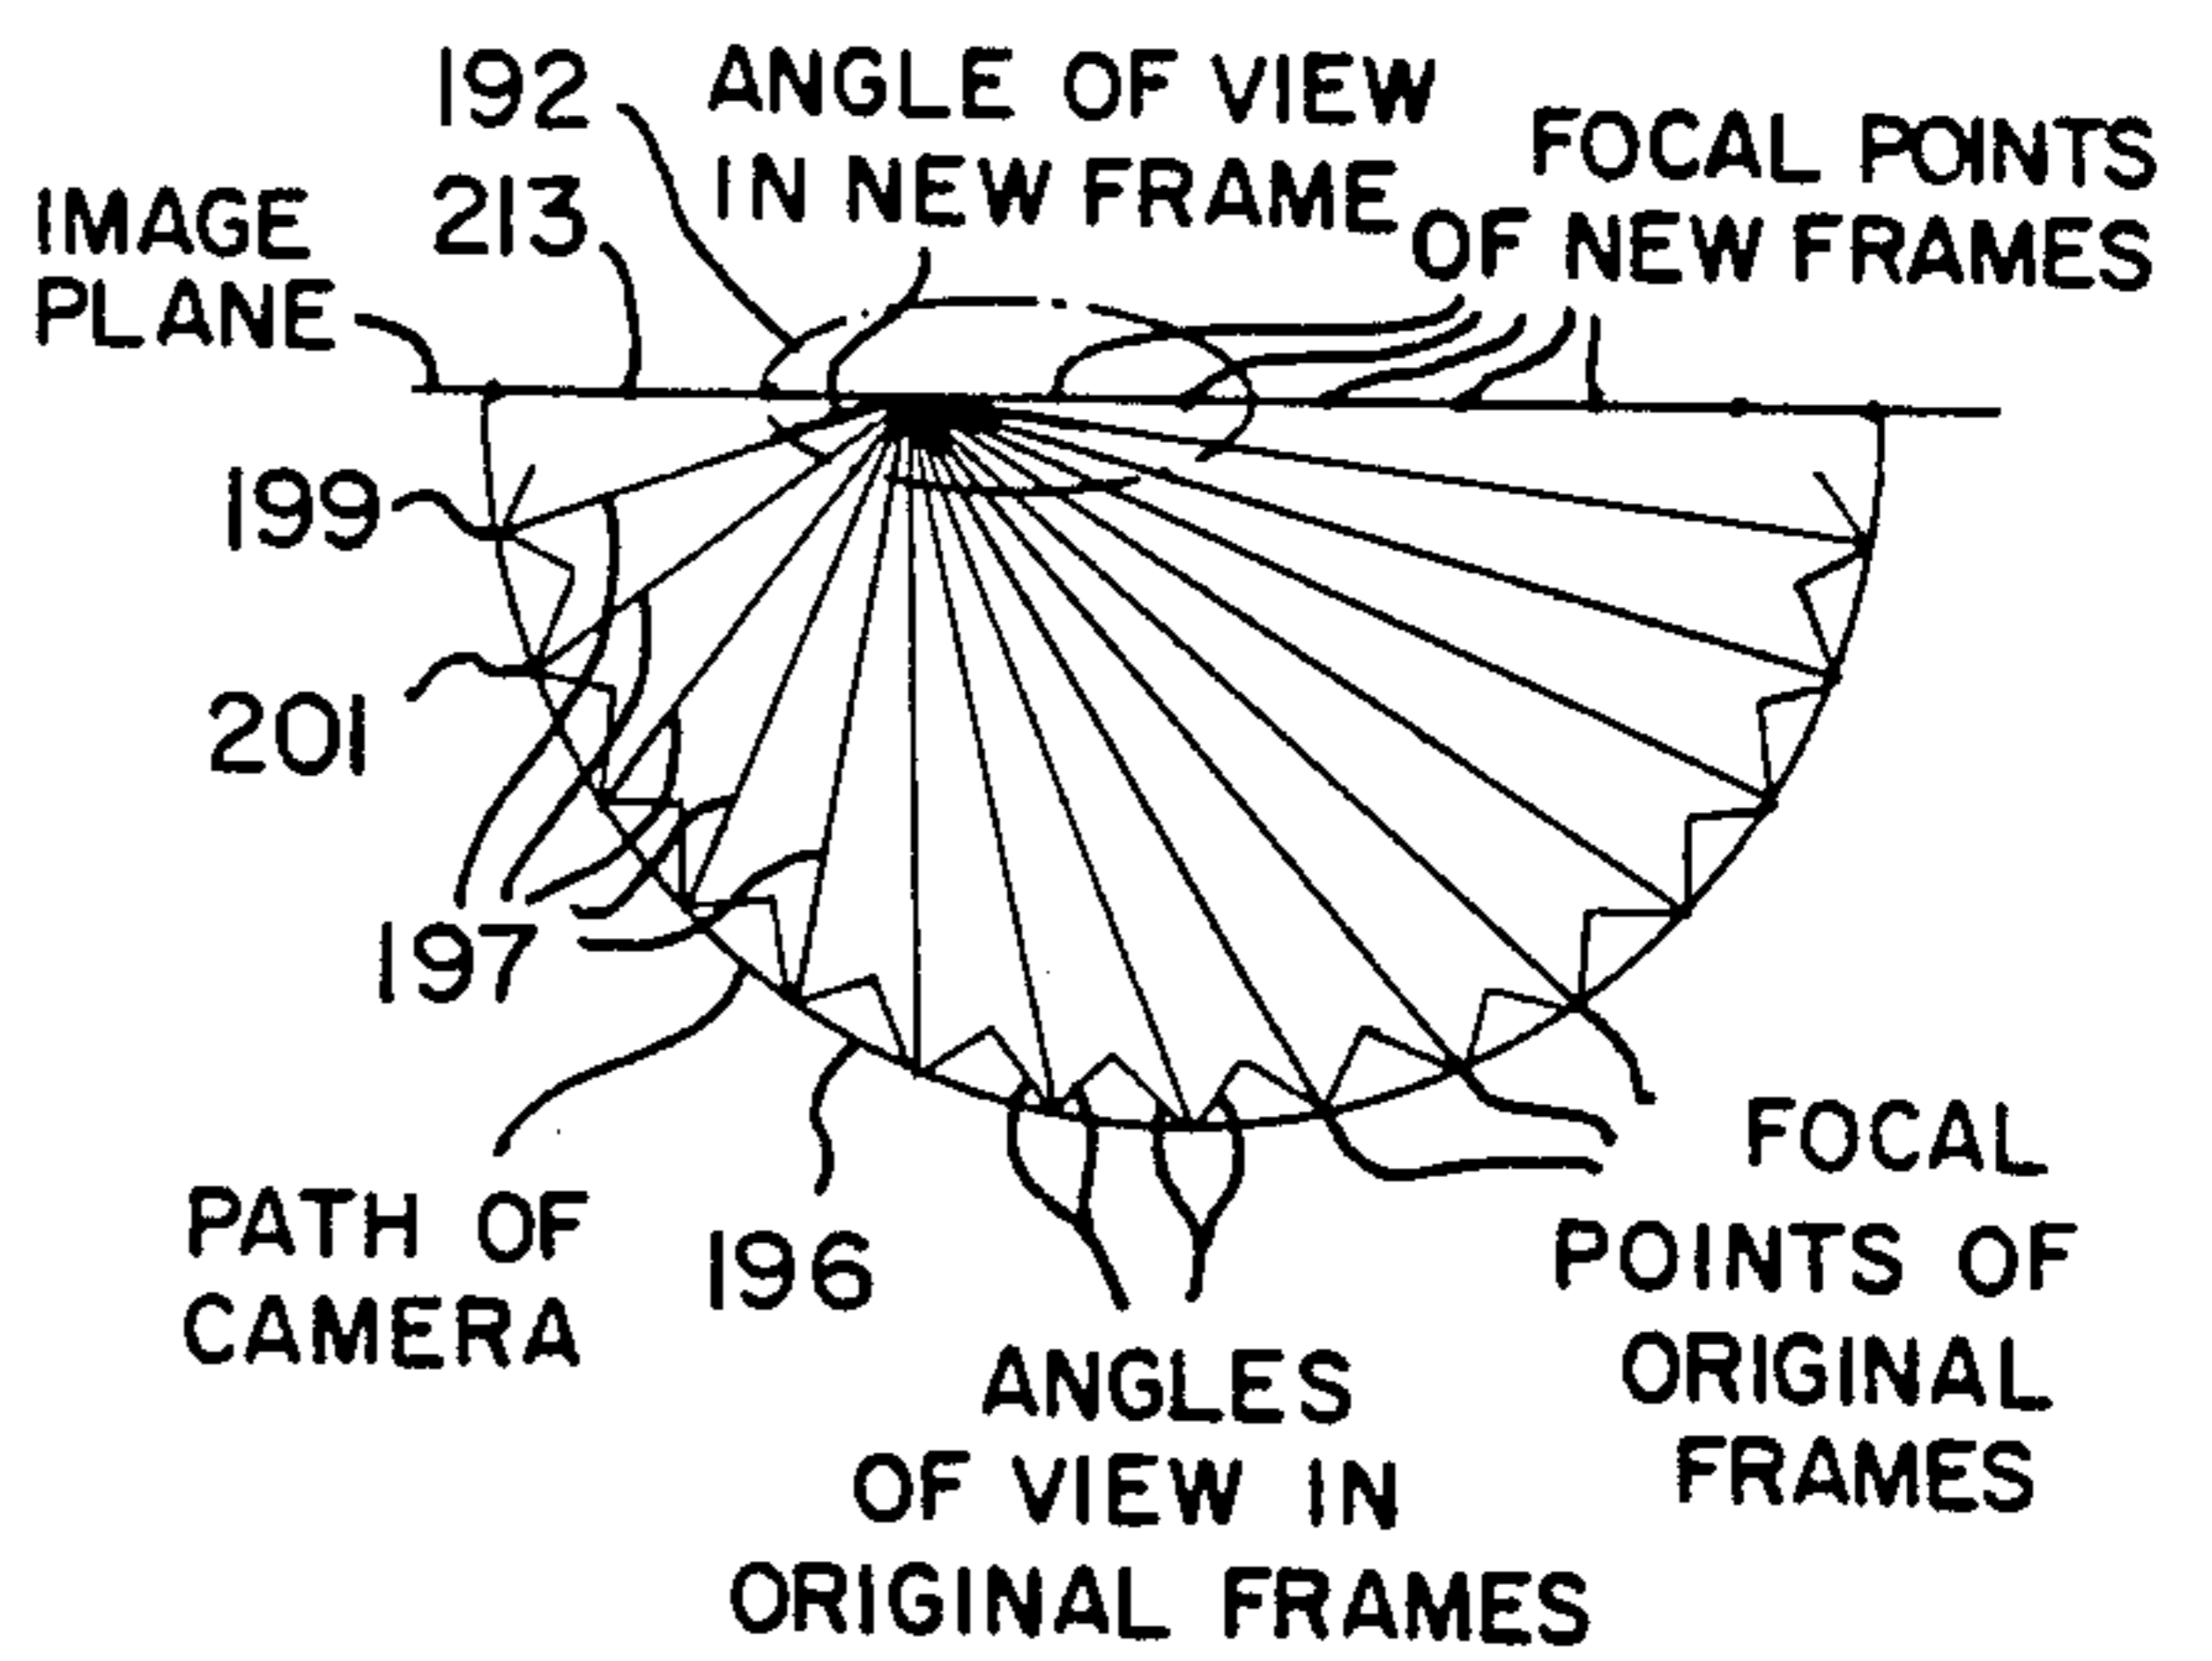 192
ANGLE OF VIEW
IN NEW FRAME
FOCAL POINTS
OF NEW FRAMES
213
IMAGE
PLANE
199
201
197
PATH OF
CAMERA
196
ANGLES
OF VIEW IN
ORIGINAL FRAMES
FOCAL
POINTS OF
ORIGINAL
FRAMES